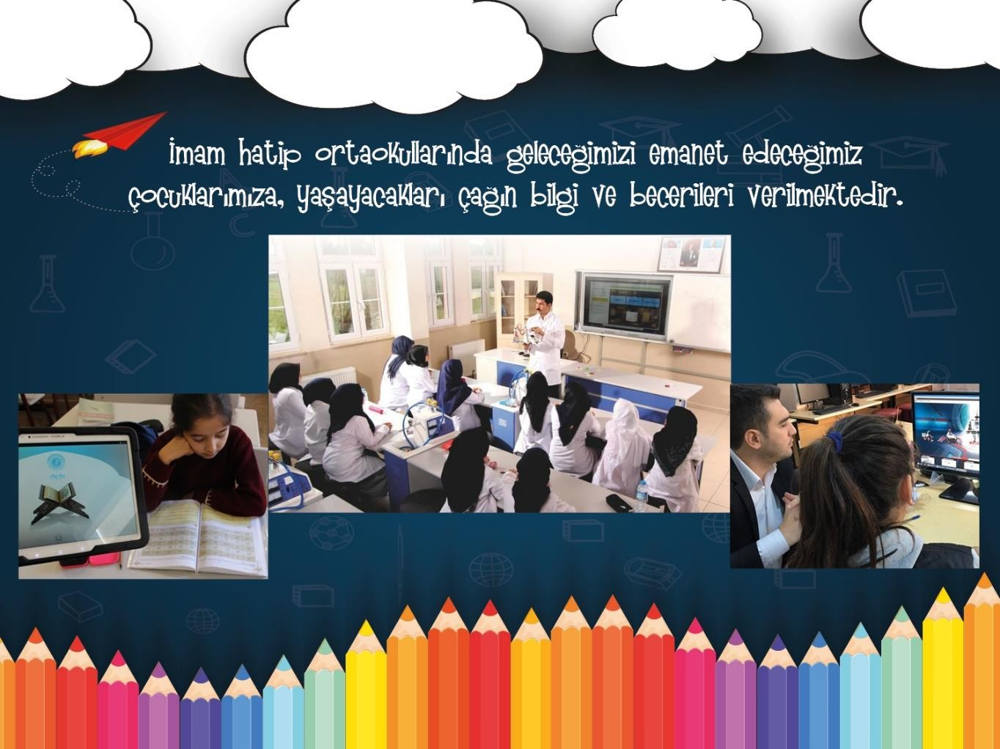 İmam hatip ortaokullarında geleceğimizi emanet edeceğimiz
çocuklarımıza, yaşayacakları çağın bilgi ve becerileri verilmektedir.